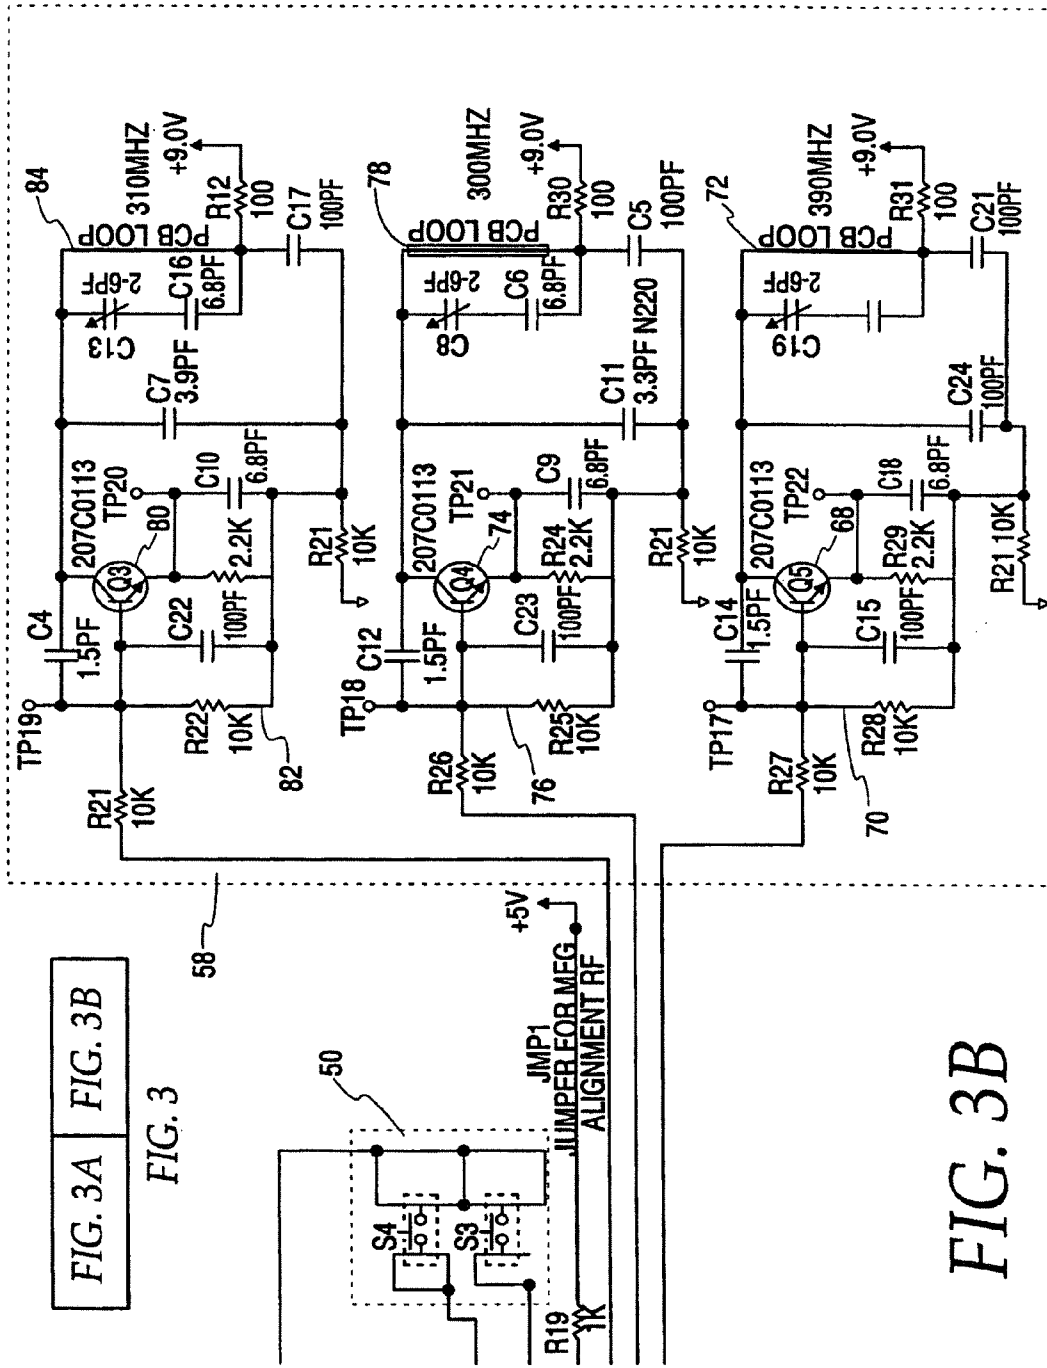 FIG. 3A
FIG. 3B
FIG. 3
58
50
S4
S3
R19
1K
JMP1
JUMPER FOR MFG
ALIGNMENT RF
+5V
TP19
C4
1.5PF
R21
10K
R22
10K
82
C22
100PF
Q3
207C0113
80
TP20
2.2K
C10
6.8PF
R21
10K
C7
3.9PF
C13
2-6PF
C16
6.8PF
PCB LOOP
84
310MHZ
R12
100
+9.0V
C17
100PF
TP18
C12
1.5PF
R26
10K
R25
10K
76
C23
100PF
Q4
207C0113
74
TP21
R24
2.2K
C9
6.8PF
R21
10K
C11
3.3PF N220
C8
2-6PF
C6
6.8PF
PCB LOOP
78
300MHZ
R30
100
+9.0V
C5
100PF
TP17
C14
1.5PF
R27
10K
R28
10K
70
C15
100PF
Q5
207C0113
68
TP22
R29
2.2K
C18
6.8PF
R21 10K
C24
100PF
C19
2-6PF
PCB LOOP
72
390MHZ
R31
100
+9.0V
C21
100PF
FIG. 3B